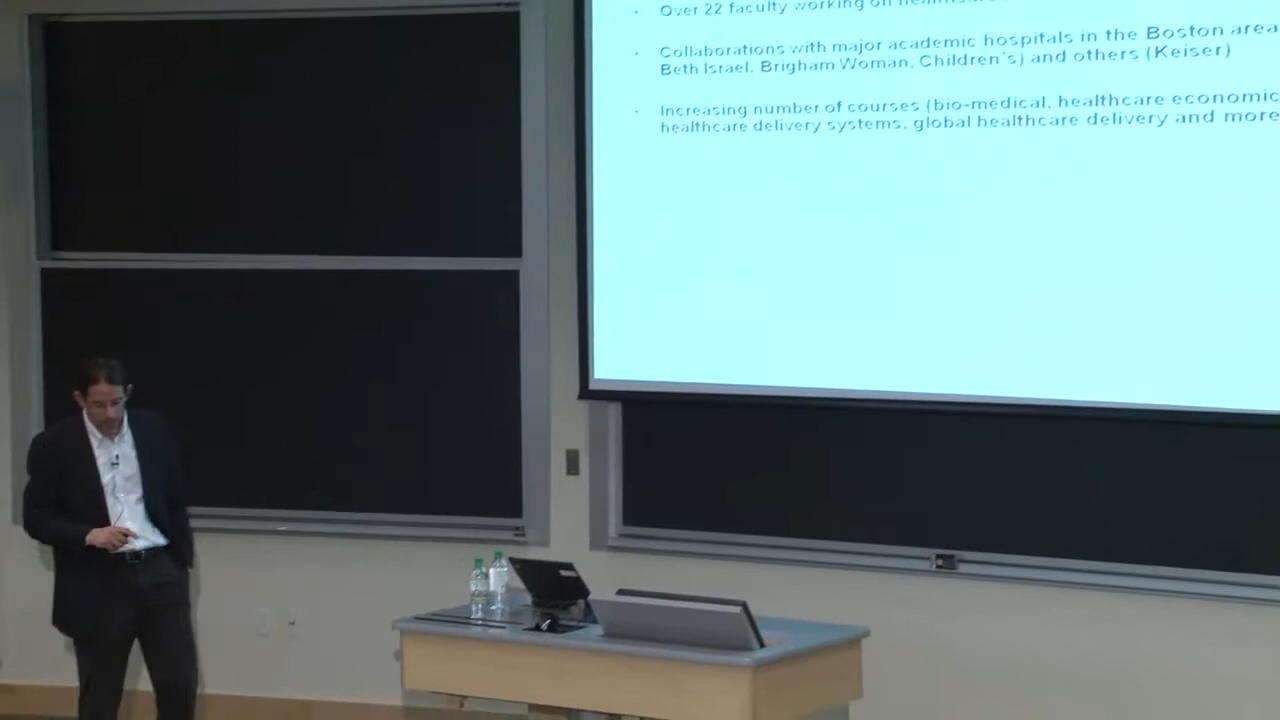 · Over 22 faculty working on
· Collaborations with major academic hospitals in the Boston area
Beth Israel, Brigham Woman, Children's) and others (Keiser)
· Increasing number of courses (bio-medical, healthcare economic
healthcare delivery systems, global healthcare delivery and more